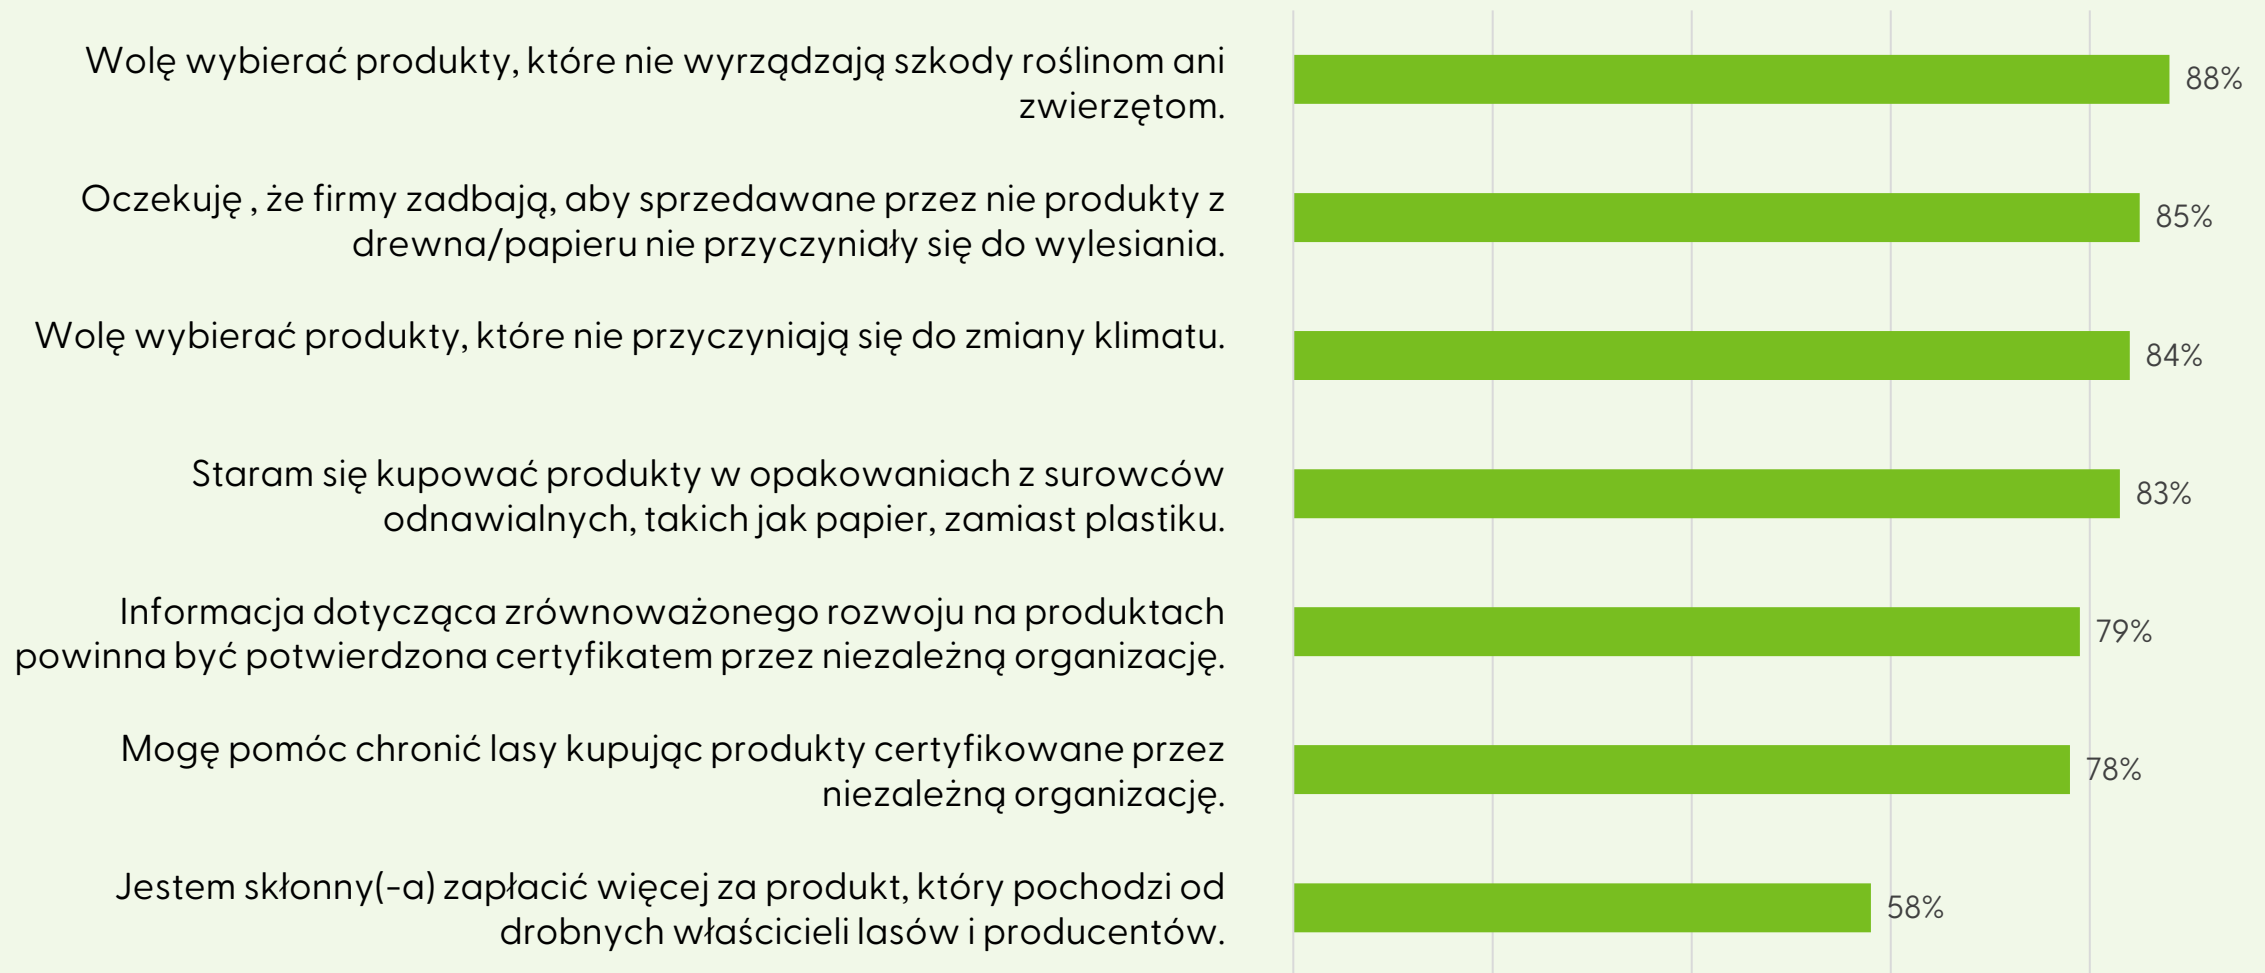 Wolę wybierać produkty, które nie wyrządzają szkody roślinom ani
zwierzętom.
88%
Oczekuję , że firmy zadbają, aby sprzedawane przez nie produkty z
drewna/papieru nie przyczyniały się do wylesiania.
85%
Wolę wybierać produkty, które nie przyczyniają się do zmiany klimatu.
84%
Staram się kupować produkty w opakowaniach z surowców
odnawialnych, takich jak papier, zamiast plastiku.
83%
Informacja dotycząca zrównoważonego rozwoju na produktach
powinna być potwierdzona certyfikatem przez niezależną organizację.
79%
Mogę pomóc chronić lasy kupując produkty certyfikowane przez
niezależną organizację.
78%
Jestem skłonny(-a) zapłacić więcej za produkt, który pochodzi od
drobnych właścicieli lasów i producentów.
58%